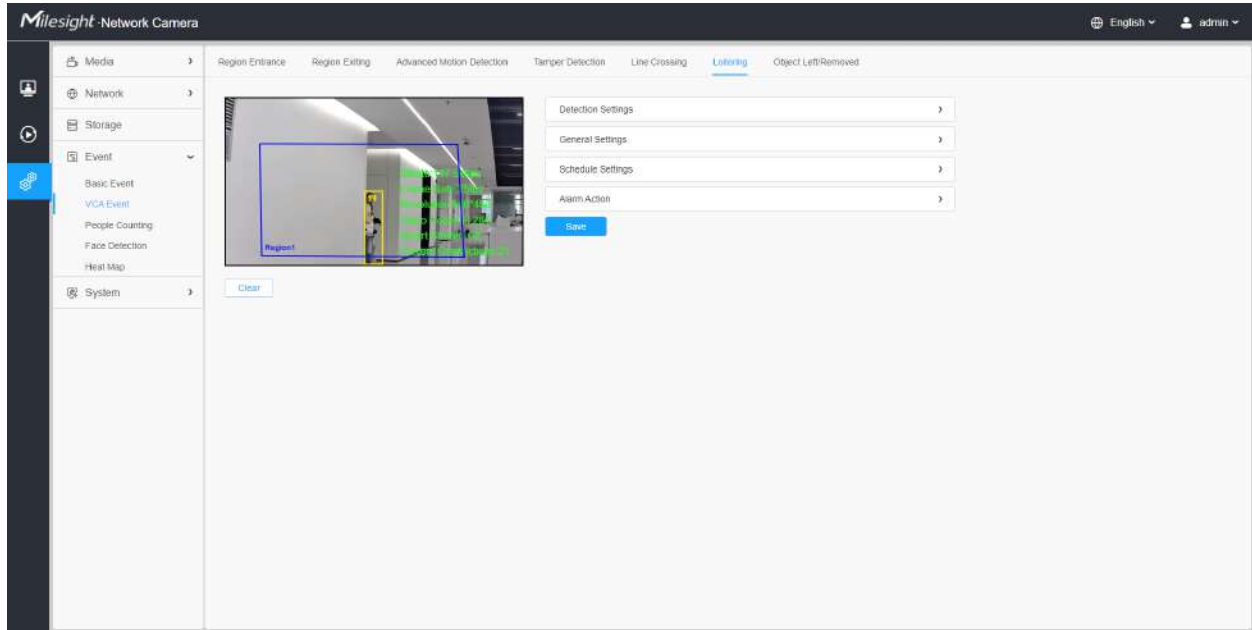 Milesight ·Network Camera
English
admin
Media
Network
Storage
Event
Basic Event
VCA Event
People Counting
Face Detection
Heat Map
System
Region Entrance
Region Exiting
Advanced Motion Detection
Tamper Detection
Line Crossing
Loitering
Object Left/Removed
Region1
Clear
Detection Settings
General Settings
Schedule Settings
Alarm Action
Save